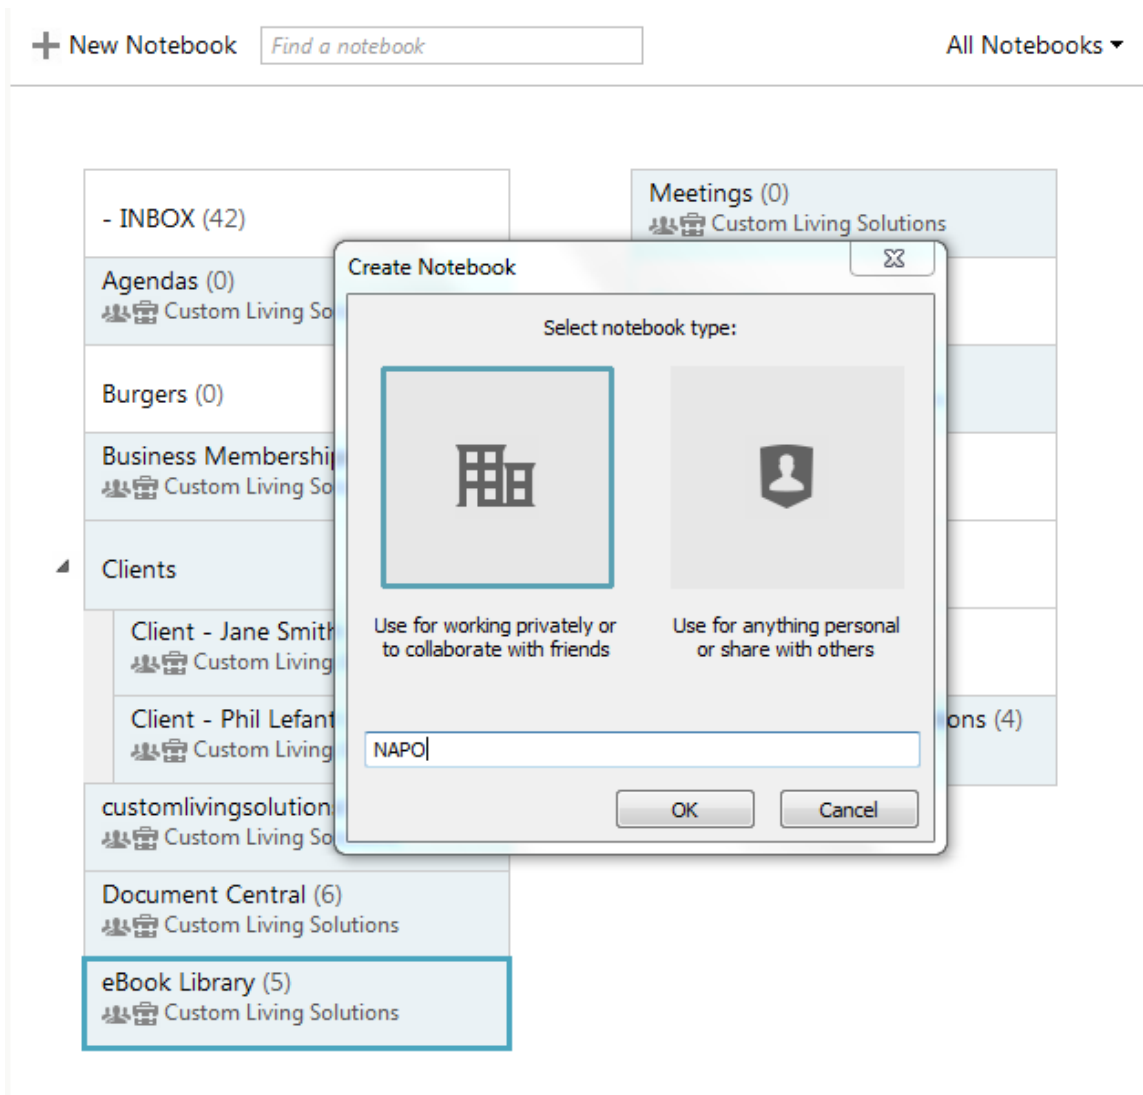 New Notebook
Find a notebook
All Notebooks
- INBOX (42)
Agendas (0)
Custom Living So
Burgers (0)
Business Membership
Custom Living So
Clients
Client - Jane Smith
Custom Living
Client - Phil Lefant
Custom Living
customlivingsolution
Custom Living So
Document Central (6)
Custom Living Solutions
eBook Library (5)
Custom Living Solutions
Meetings (0)
Custom Living Solutions
ons (4)
Create Notebook
Select notebook type:
Use for working privately or
to collaborate with friends
Use for anything personal
or share with others
NAPO
OK
Cancel